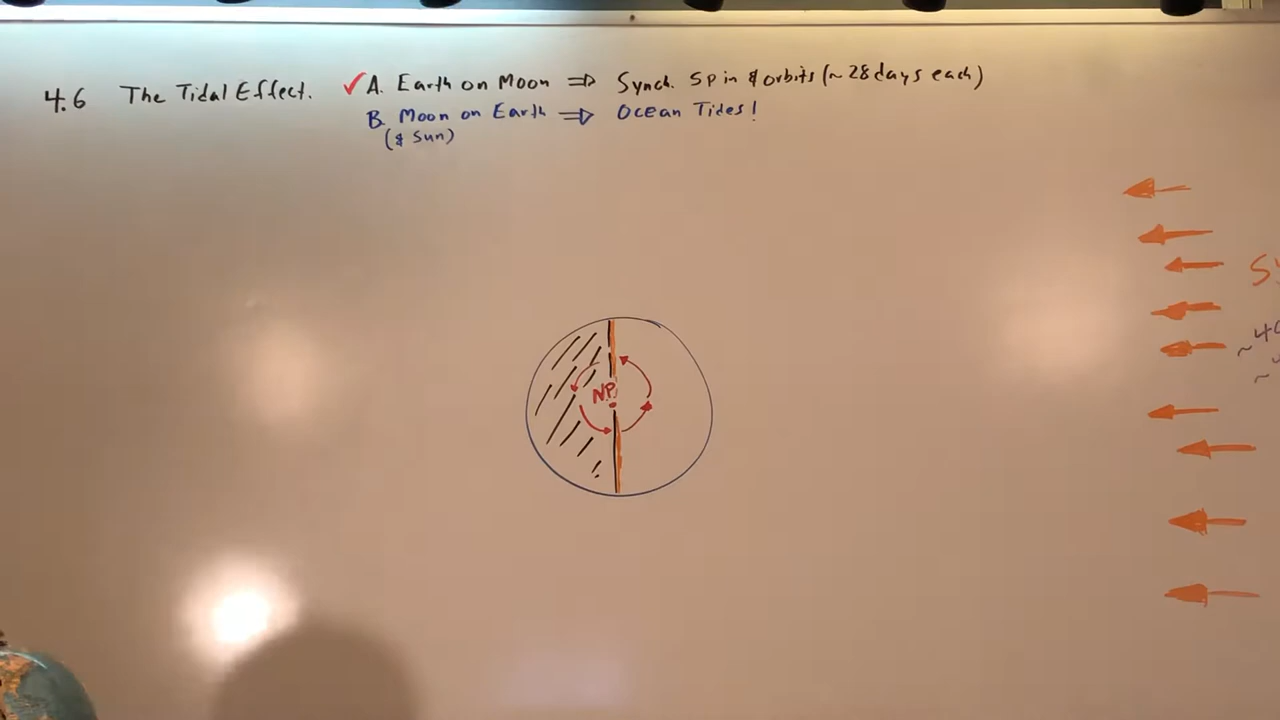 4.6 The Tidal Effect. ✓A. Earth on Moon ⇒ Synch. Spin & orbits (~28 days each)
B. Moon on Earth ⇒ Ocean Tides!
(& Sun)
NP